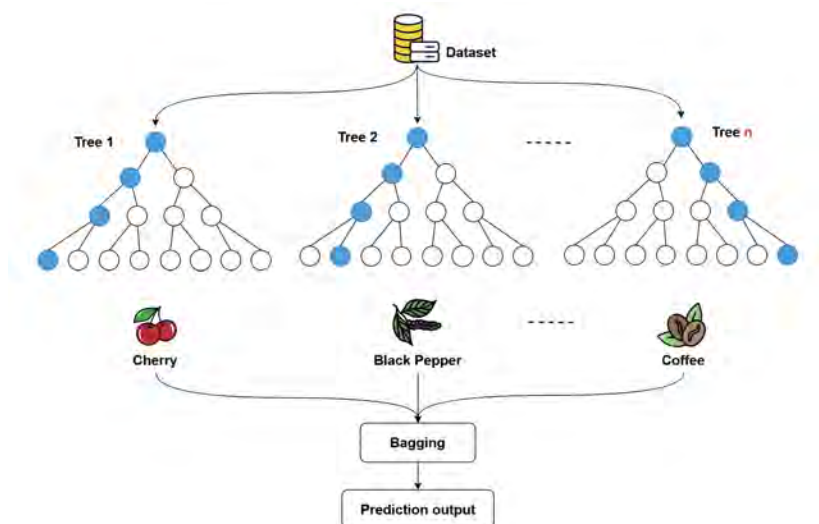 Dataset
Tree 1
Tree 2
-----
Tree n
Cherry
Black Pepper
-----
Coffee
Bagging
Prediction output